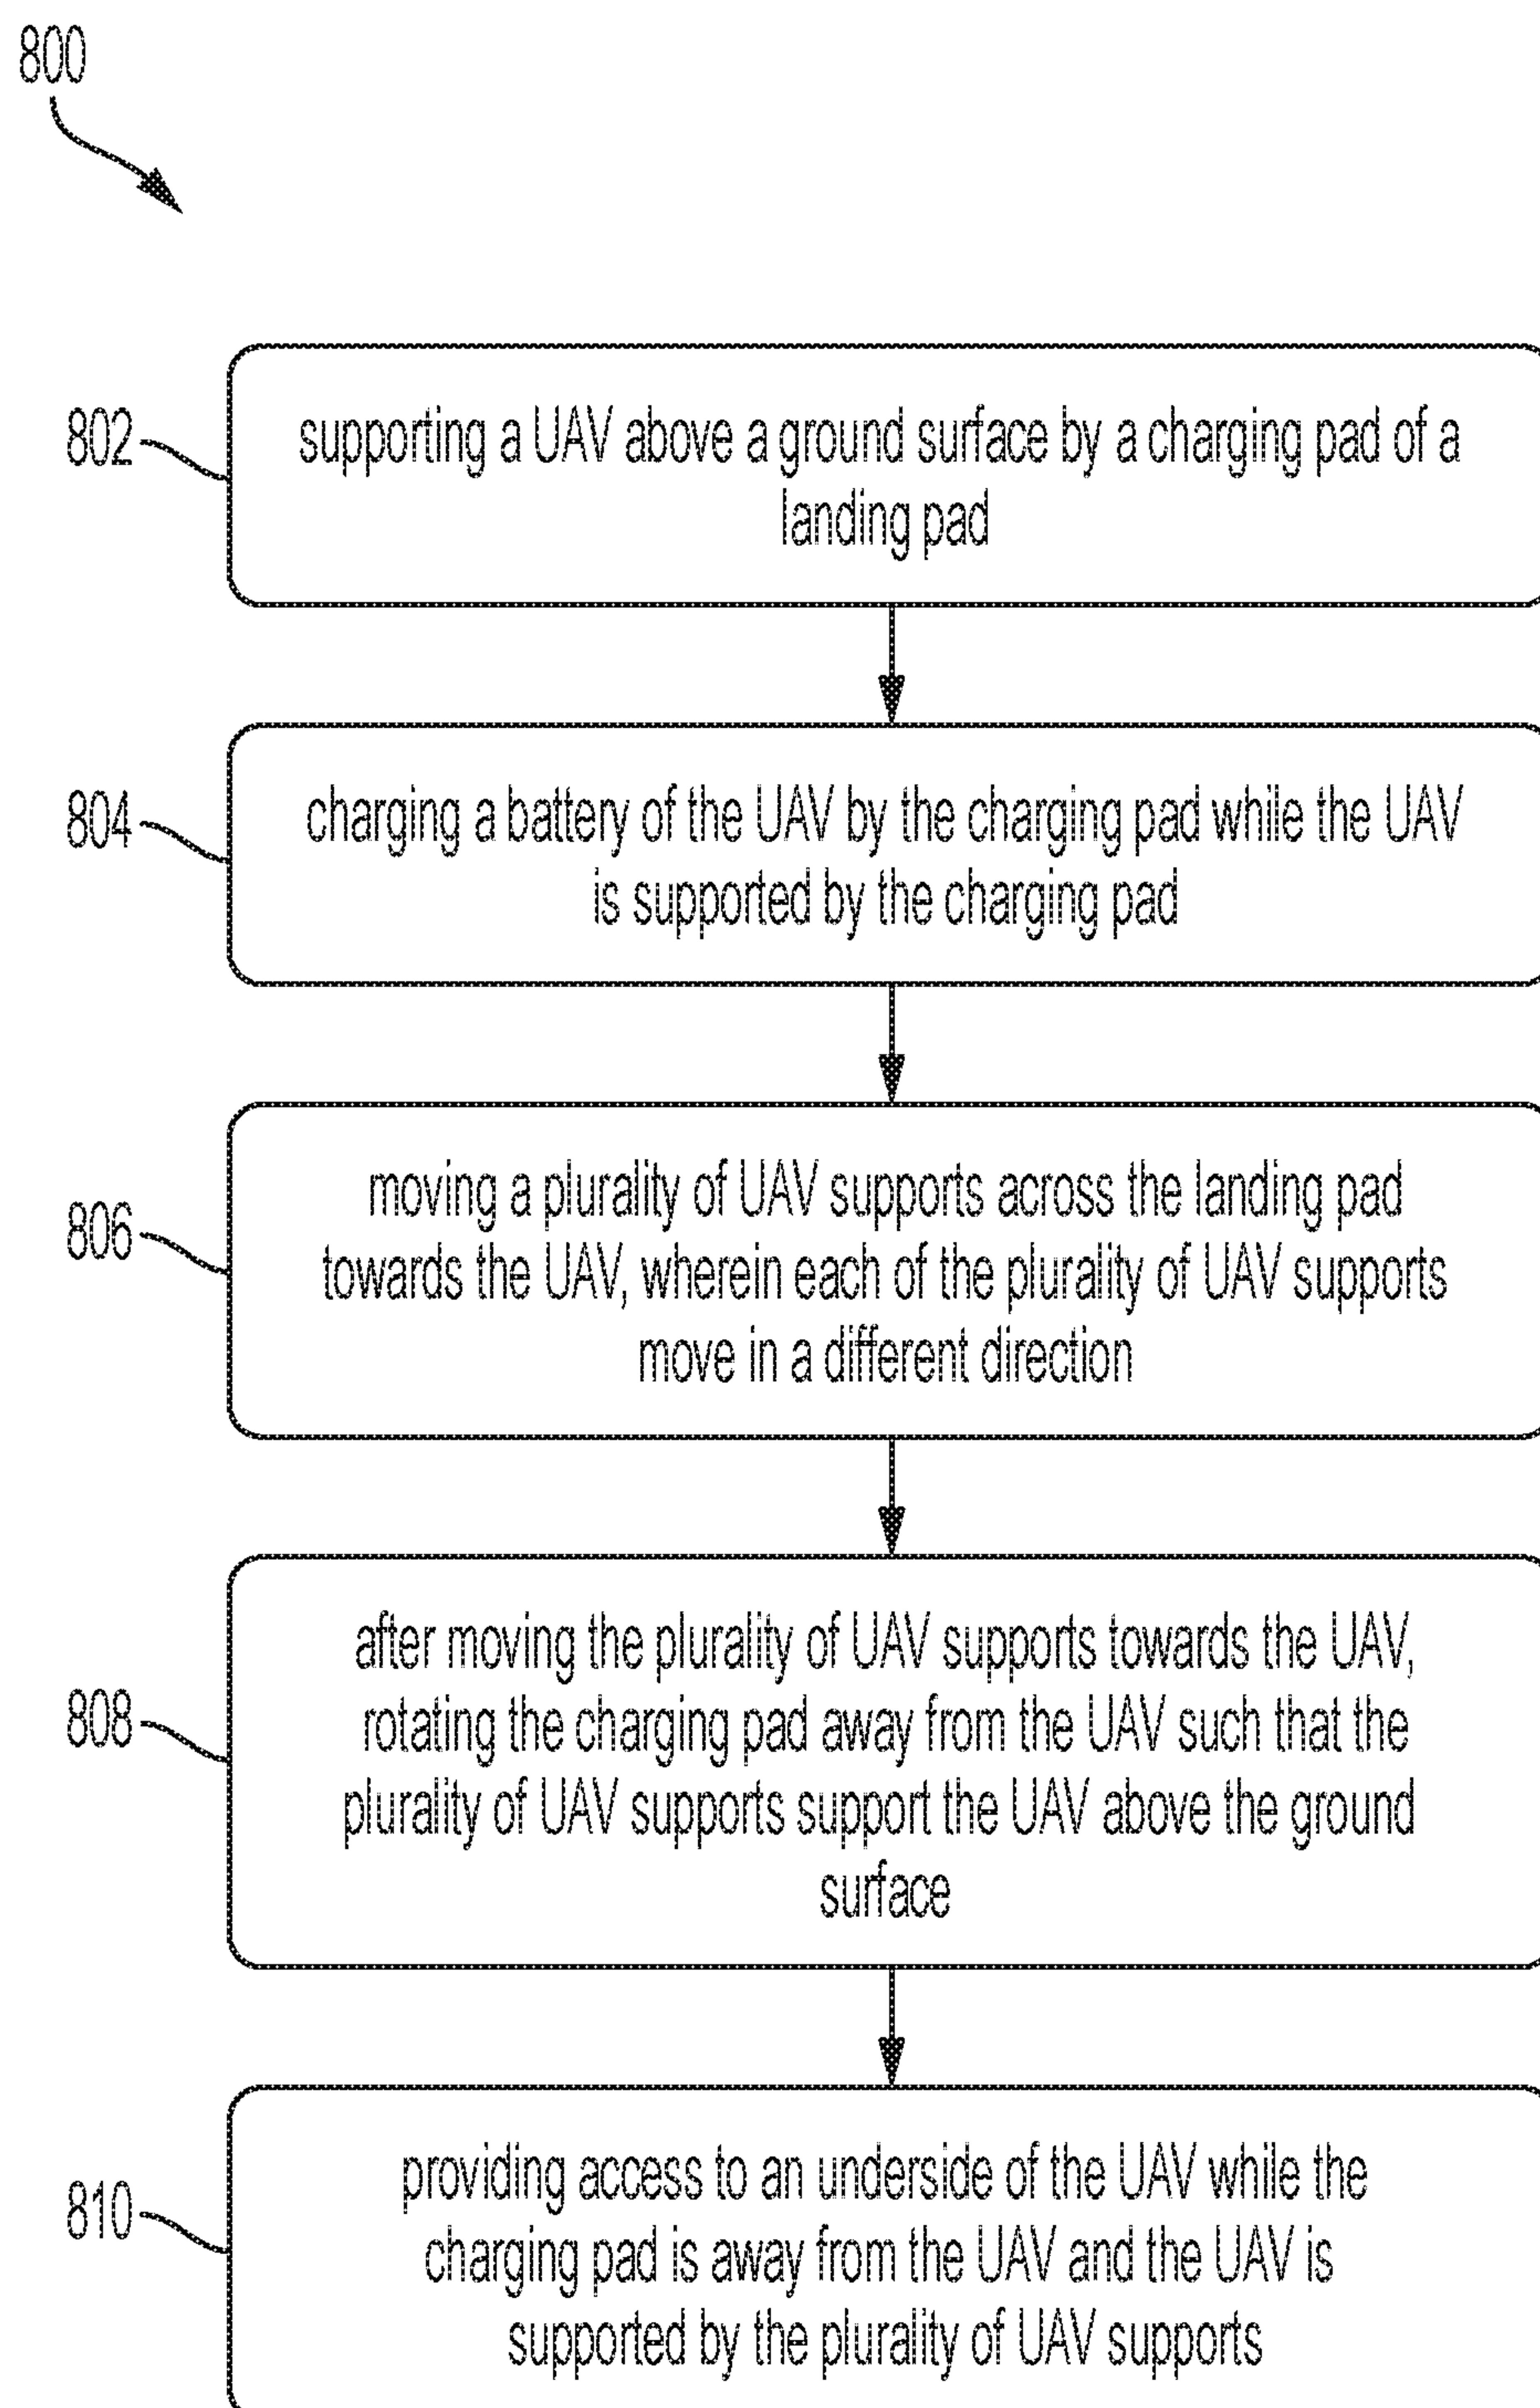 800
802
supporting a UAV above a ground surface by a charging pad of a
landing pad
804
charging a battery of the UAV by the charging pad while the UAV
is supported by the charging pad
806
moving a plurality of UAV supports across the landing pad
towards the UAV, wherein each of the plurality of UAV supports
move in a different direction
808
after moving the plurality of UAV supports towards the UAV,
rotating the charging pad away from the UAV such that the
plurality of UAV supports support the UAV above the ground
surface
810
providing access to an underside of the UAV while the
charging pad is away from the UAV and the UAV is
supported by the plurality of UAV supports